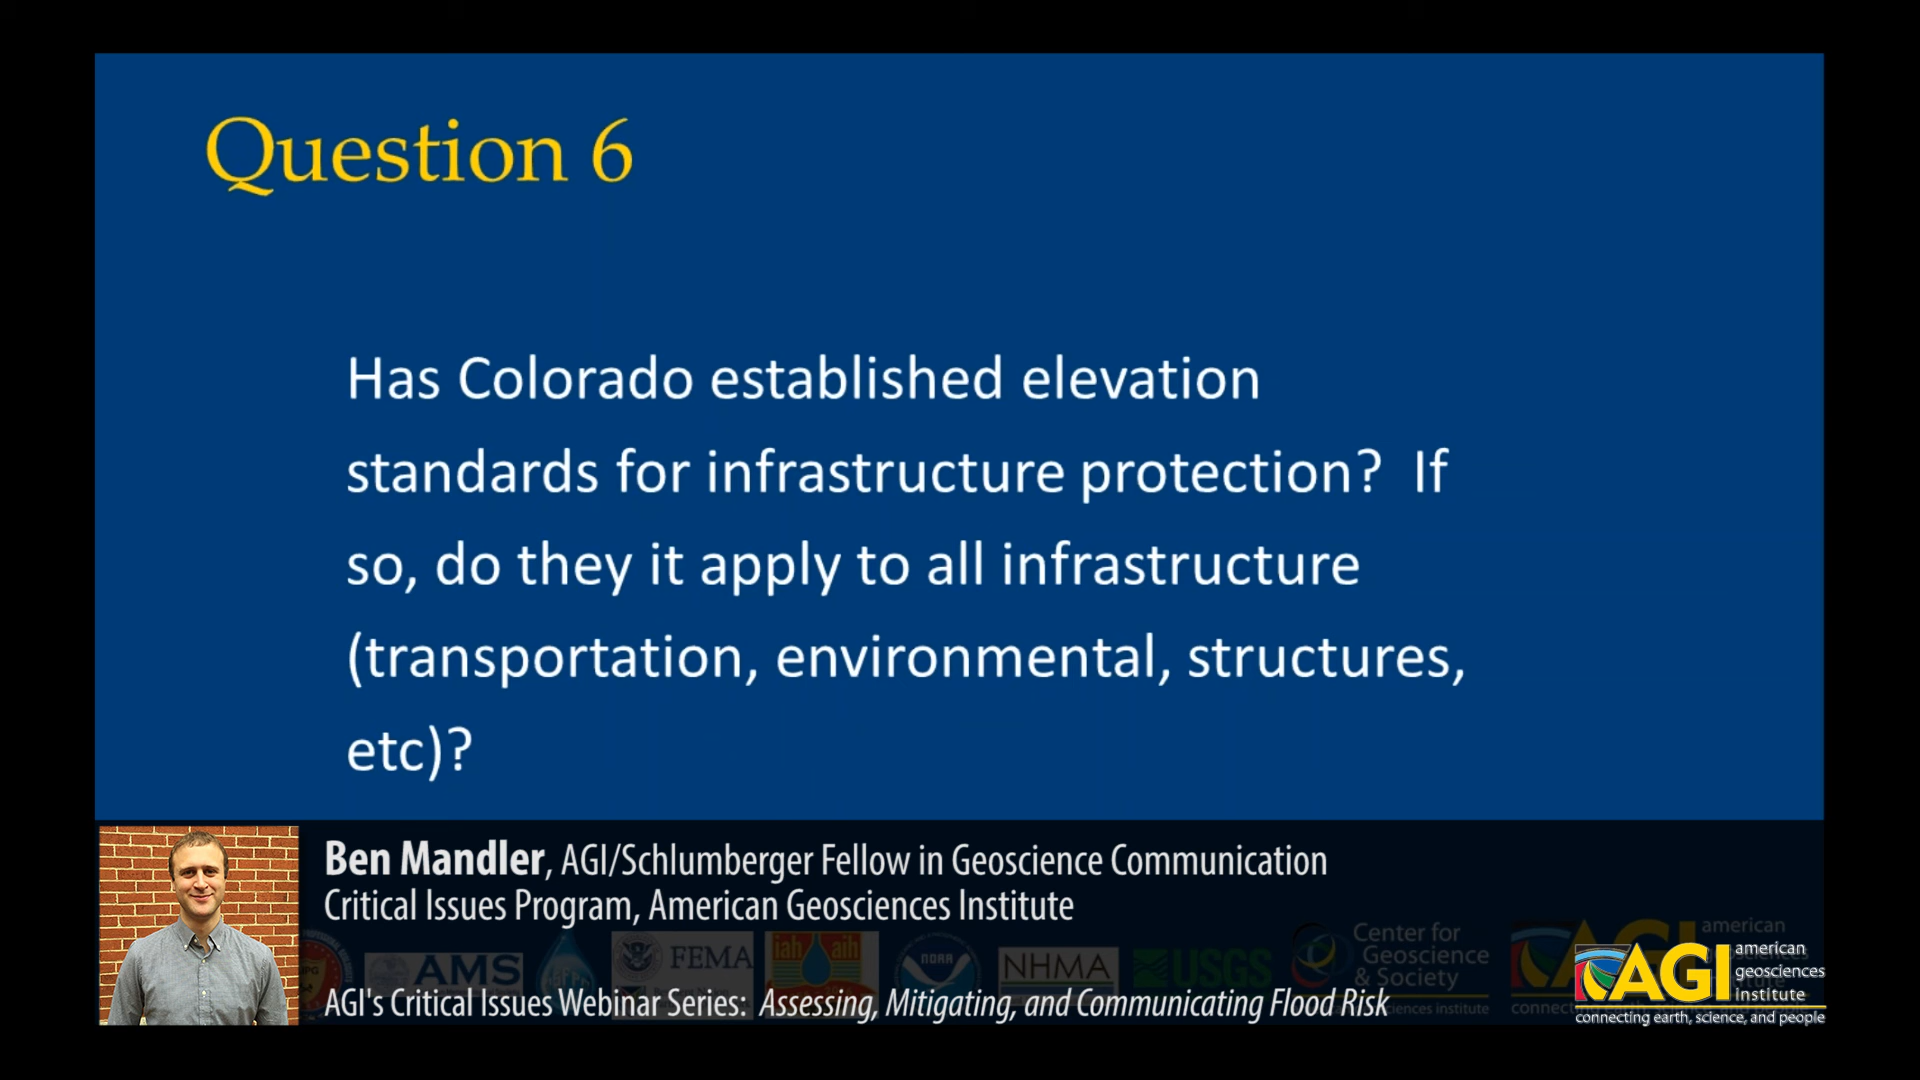 Question 6
Has Colorado established elevation
standards for infrastructure protection?  If
so, do they it apply to all infrastructure
(transportation, environmental, structures,
etc)?
Ben Mandler, AGI/Schlumberger Fellow in Geoscience Communication
Critical Issues Program, American Geosciences Institute
AMS
FEMA
iah aih
NOAA
NHMA
USGS
Center for
Geoscience
& Society
american
AGI's Critical Issues Webinar Series: Assessing, Mitigating, and Communicating Flood Risk
AGI
american
geosciences
institute
connecting earth, science, and people